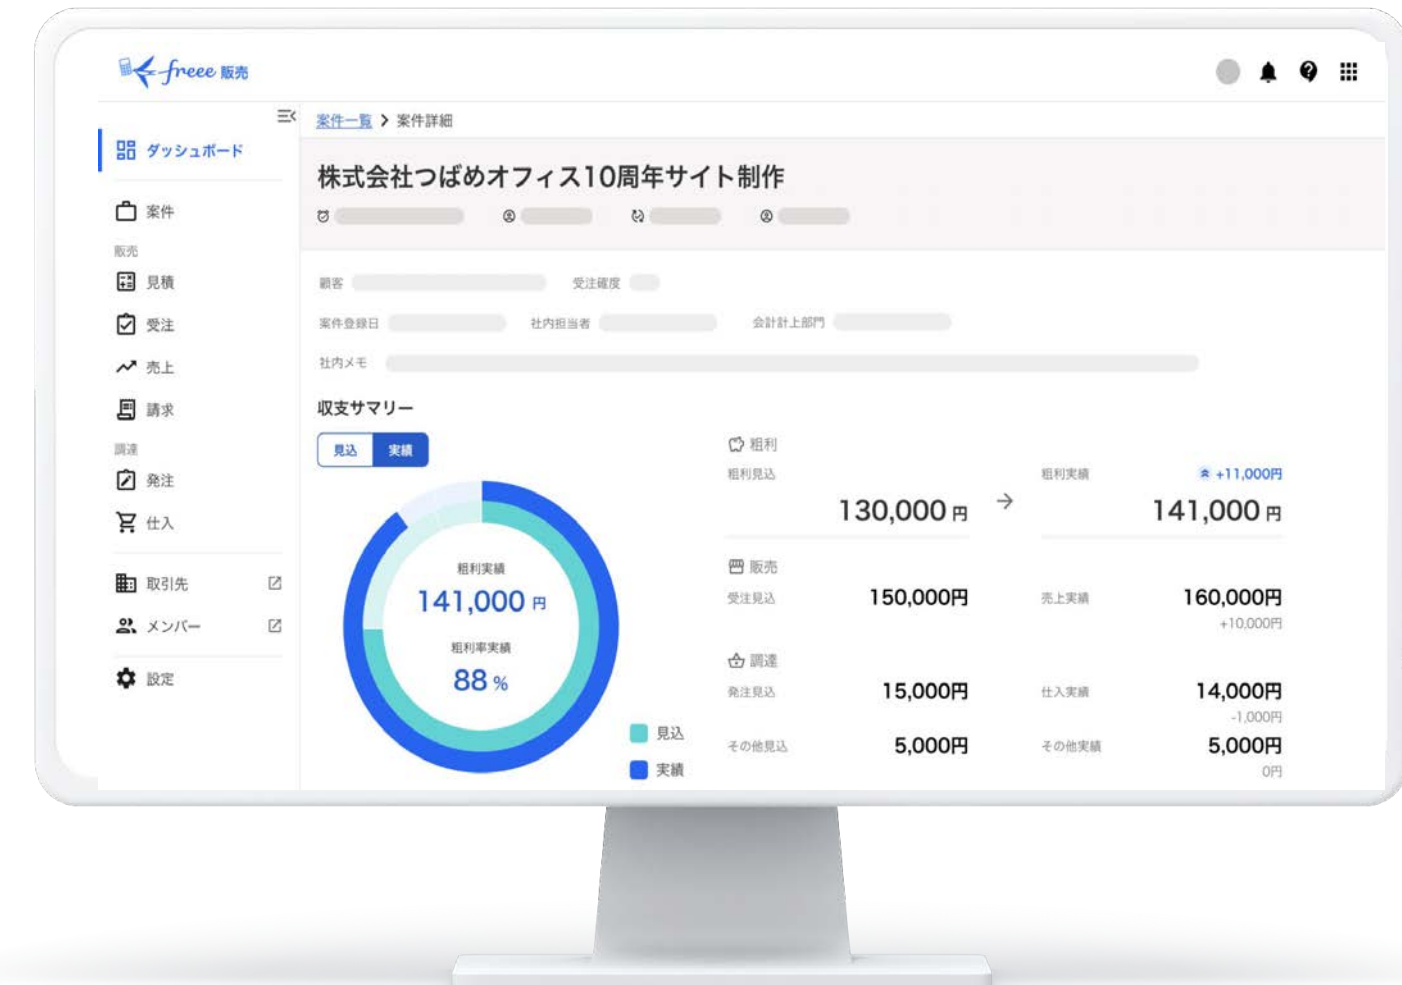 freee 販売
案件一覧 > 案件詳細
ダッシュボード
案件
販売
見積
受注
売上
請求
調達
発注
仕入
取引先
メンバー
設定
株式会社つばめオフィス10周年サイト制作
顧客 受注確度
案件登録日 社内担当者 会計計上部門
社内メモ
収支サマリー
見込 実績
粗利実績
141,000 円
粗利率実績
88 %
見込
実績
粗利
粗利見込 粗利実績 +11,000円
130,000 円 → 141,000 円
販売
受注見込 150,000円 売上実績 160,000円
+10,000円
調達
発注見込 15,000円 仕入実績 14,000円
-1,000円
その他見込 5,000円 その他実績 5,000円
0円